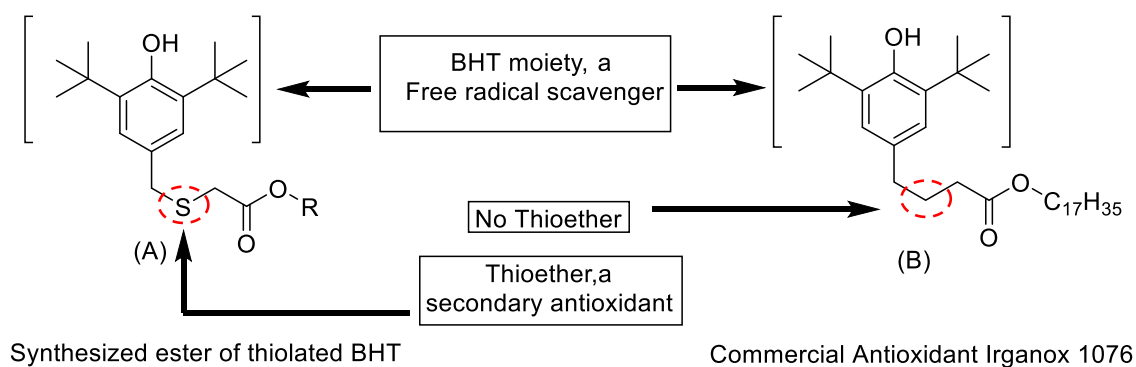 OH
BHT moiety, a
Free radical scavenger
OH
S
O
R
O
(A)
No Thioether
O
C17H35
O
(B)
Thioether,a
secondary antioxidant
Synthesized ester of thiolated BHT
Commercial Antioxidant Irganox 1076